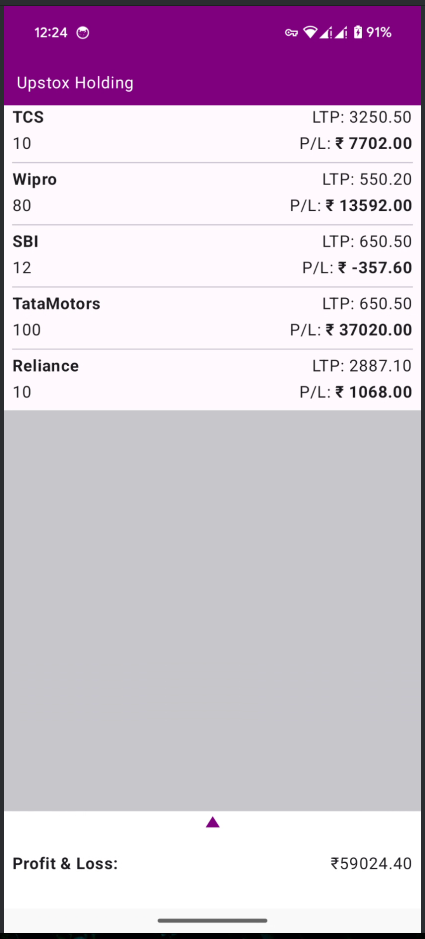 12:24 91%
Upstox Holding
TCS LTP: 3250.50
10 P/L: ₹ 7702.00
Wipro LTP: 550.20
80 P/L: ₹ 13592.00
SBI LTP: 650.50
12 P/L: ₹ -357.60
TataMotors LTP: 650.50
100 P/L: ₹ 37020.00
Reliance LTP: 2887.10
10 P/L: ₹ 1068.00
Profit & Loss: ₹59024.40